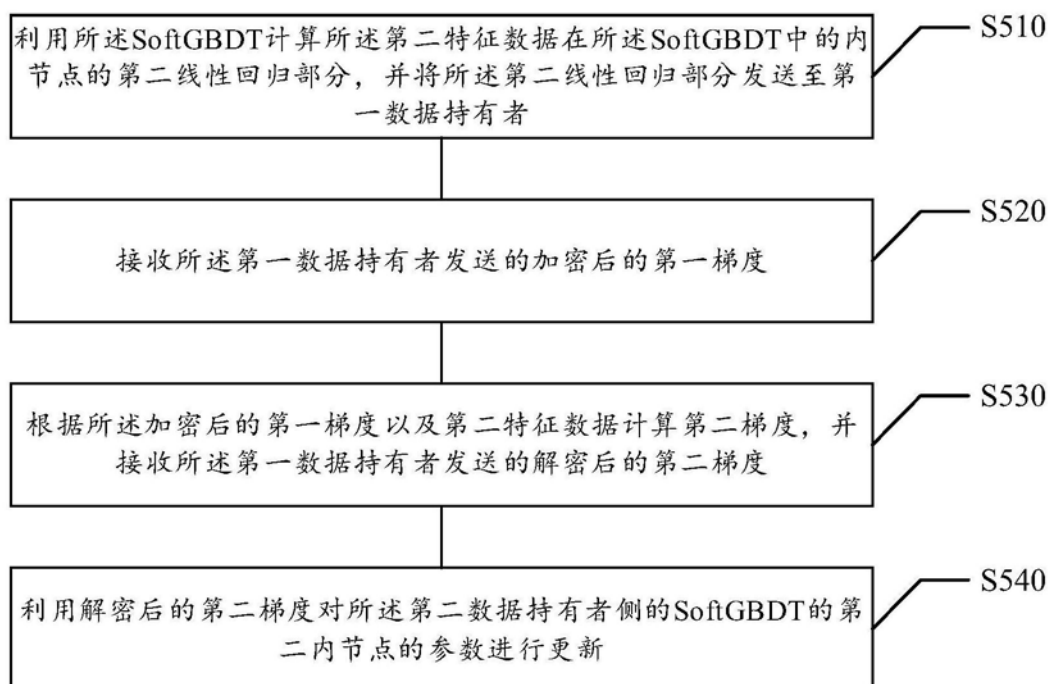 利用所述SoftGBDT计算所述第二特征数据在所述SoftGBDT中的内
节点的第二线性回归部分，并将所述第二线性回归部分发送至第
一数据持有者
S510
接收所述第一数据持有者发送的加密后的第一梯度
S520
根据所述加密后的第一梯度以及第二特征数据计算第二梯度，并
接收所述第一数据持有者发送的解密后的第二梯度
S530
利用解密后的第二梯度对所述第二数据持有者侧的SoftGBDT的第
二内节点的参数进行更新
S540